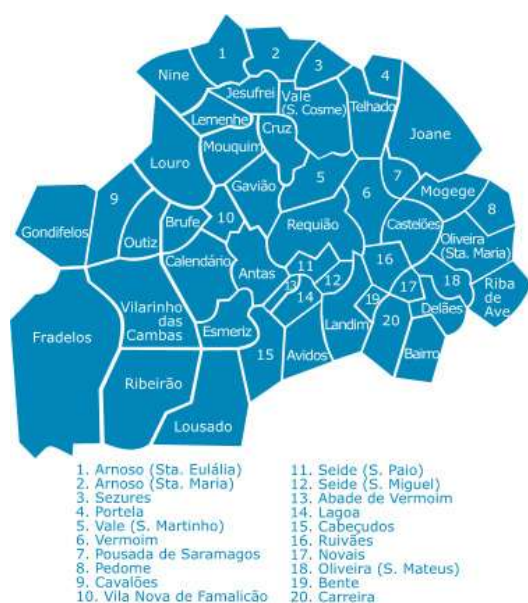 1
2
3
4
Nine
Jesufrei
Vale
(S. Cosme)
Telhado
Joane
Lemenhe
Cruz
Mouquim
Louro
Gavião
5
6
7
Mogege
9
10
8
Gondifelos
Outiz
Brufe
Requião
Castelões
Oliveira
(Sta. Maria)
Calendário
Antas
11
12
16
17
18
Riba
de
Ave
13
14
19
Delães
Fradelos
Vilarinho
das
Cambas
Esmeriz
Landim
20
15
Avidos
Bairro
Ribeirão
Lousado
1. Arnoso (Sta. Eulália)
2. Arnoso (Sta. Maria)
3. Sezures
4. Portela
5. Vale (S. Martinho)
6. Vermoim
7. Pousada de Saramagos
8. Pedome
9. Cavalões
10. Vila Nova de Famalicão
11. Seide (S. Paio)
12. Seide (S. Miguel)
13. Abade de Vermoim
14. Lagoa
15. Cabeçudos
16. Ruivães
17. Novais
18. Oliveira (S. Mateus)
19. Bente
20. Carreira